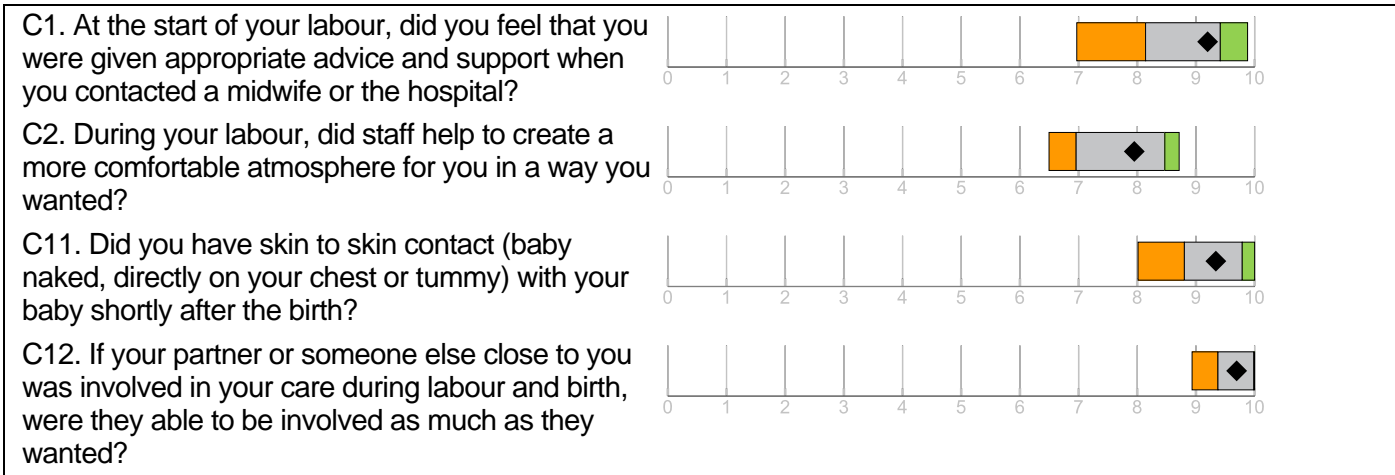 C1. At the start of your labour, did you feel that you
were given appropriate advice and support when
you contacted a midwife or the hospital?
0 1 2 3 4 5 6 7 8 9 10
C2. During your labour, did staff help to create a
more comfortable atmosphere for you in a way you
wanted?
0 1 2 3 4 5 6 7 8 9 10
C11. Did you have skin to skin contact (baby
naked, directly on your chest or tummy) with your
baby shortly after the birth?
0 1 2 3 4 5 6 7 8 9 10
C12. If your partner or someone else close to you
was involved in your care during labour and birth,
were they able to be involved as much as they
wanted?
0 1 2 3 4 5 6 7 8 9 10